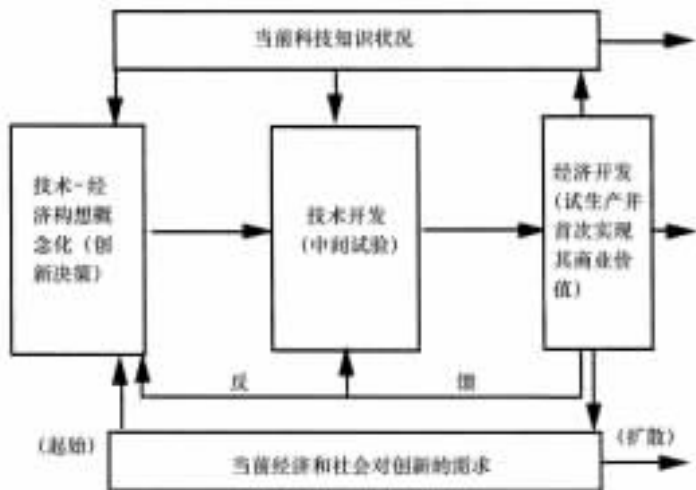 当前科技知识状况
技术-经
济构想概
念化（创
新决策）
技术开发
（中间试验）
经济开发
（试生产并
首次实现
其商业价
值）
反 馈
（起始）
（扩散）
当前经济和社会对创新的需求